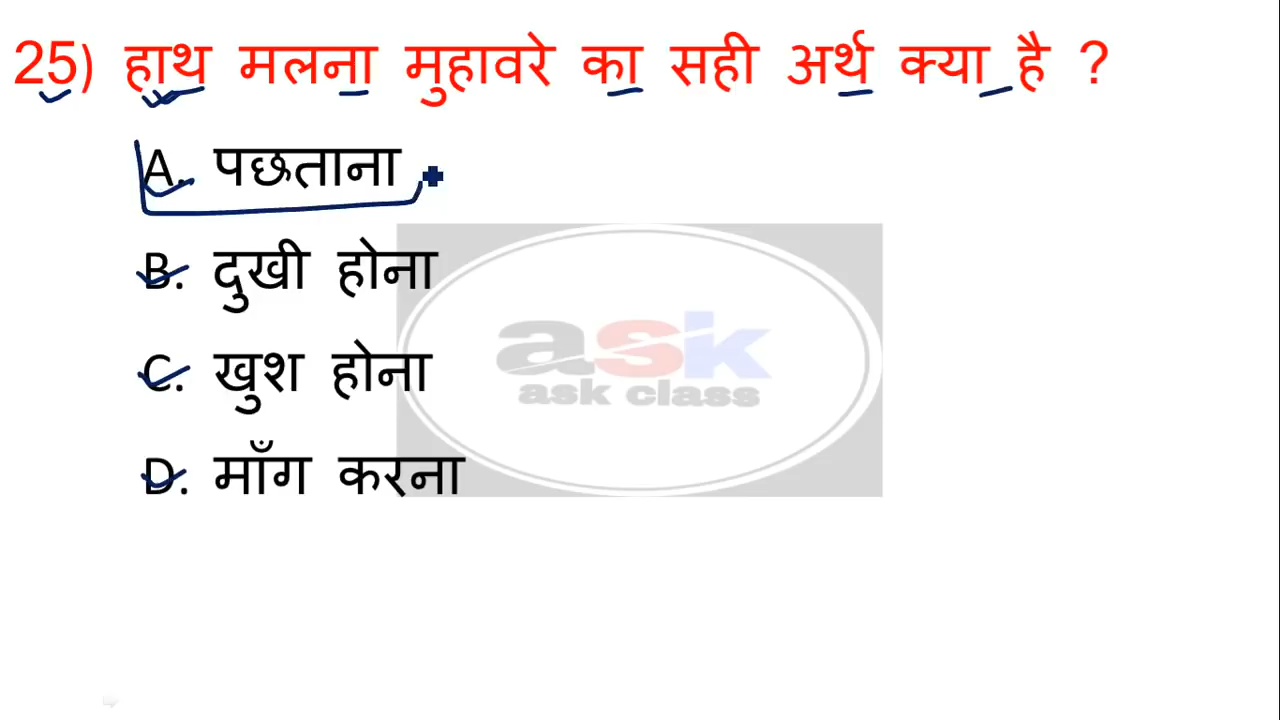 25) हाथ मलना मुहावरे का सही अर्थ क्या है ?
A. पछताना
B. दुखी होना
C. खुश होना
D. माँग करना
ask
ask class